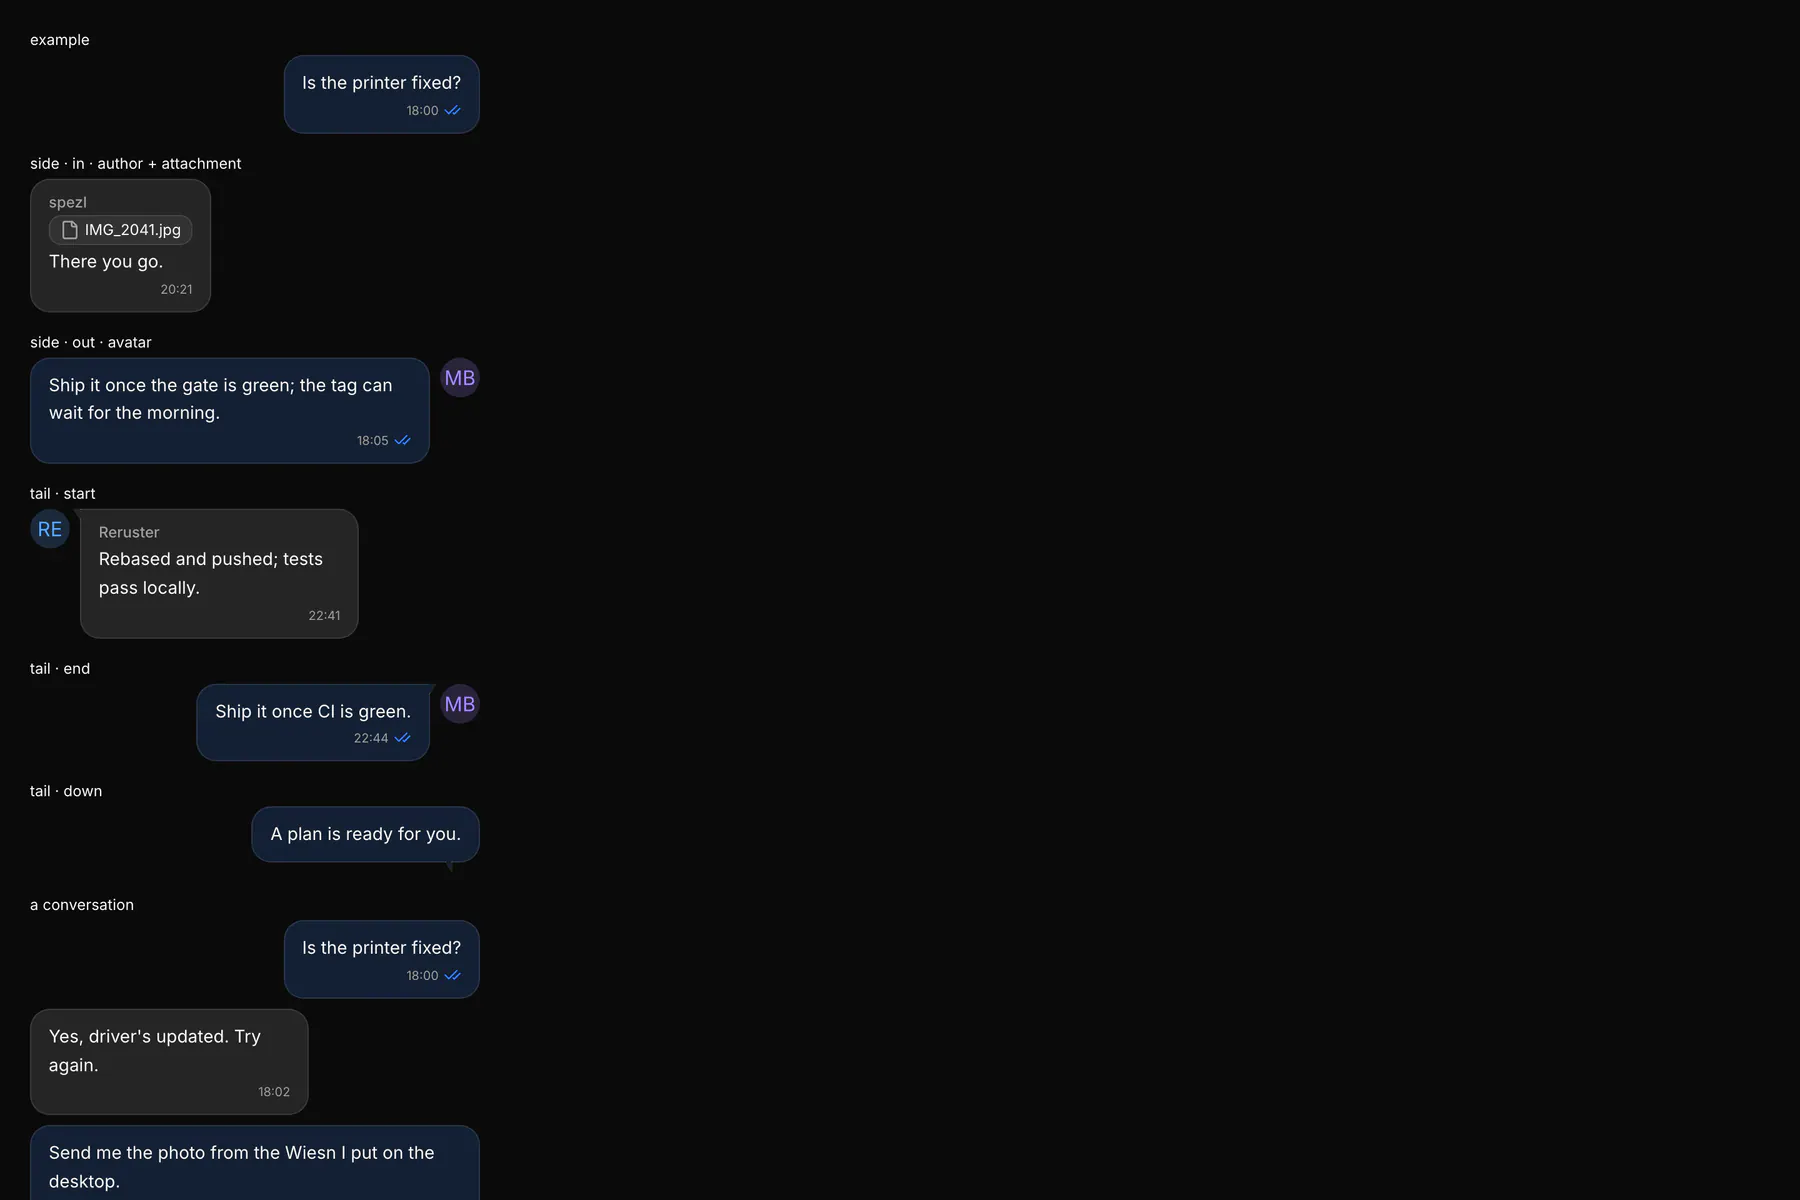 example
Is the printer fixed?
18:00
side · in · author + attachment
spezl
IMG_2041.jpg
There you go.
20:21
side · out · avatar
Ship it once the gate is green; the tag can
wait for the morning.
18:05
MB
tail · start
RE
Reruster
Rebased and pushed; tests
pass locally.
22:41
tail · end
Ship it once CI is green.
22:44
MB
tail · down
A plan is ready for you.
a conversation
Is the printer fixed?
18:00
Yes, driver's updated. Try
again.
18:02
Send me the photo from the Wiesn I put on the
desktop.